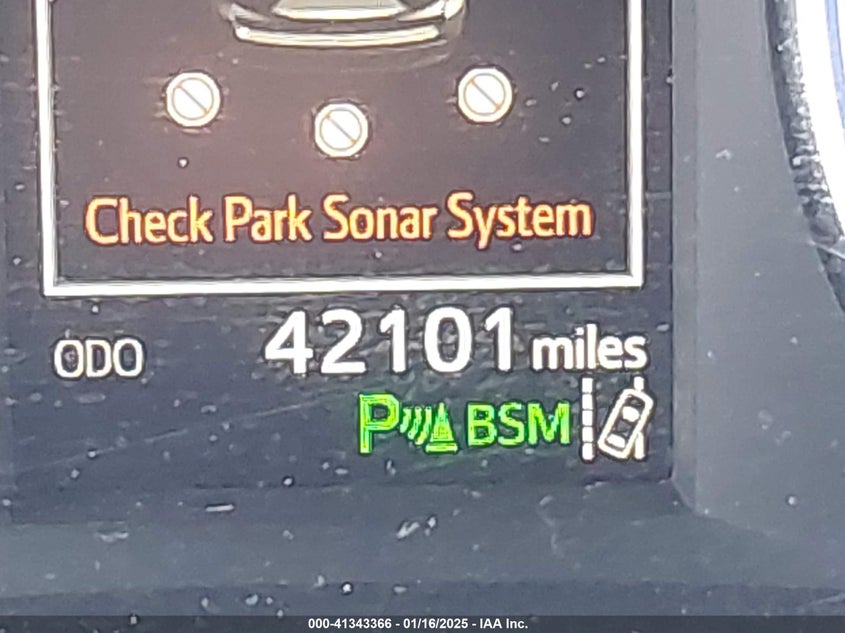 Check Park Sonar System
ODO 42101 miles
P BSM
000-41343366 - 01/16/2025 - IAA Inc.